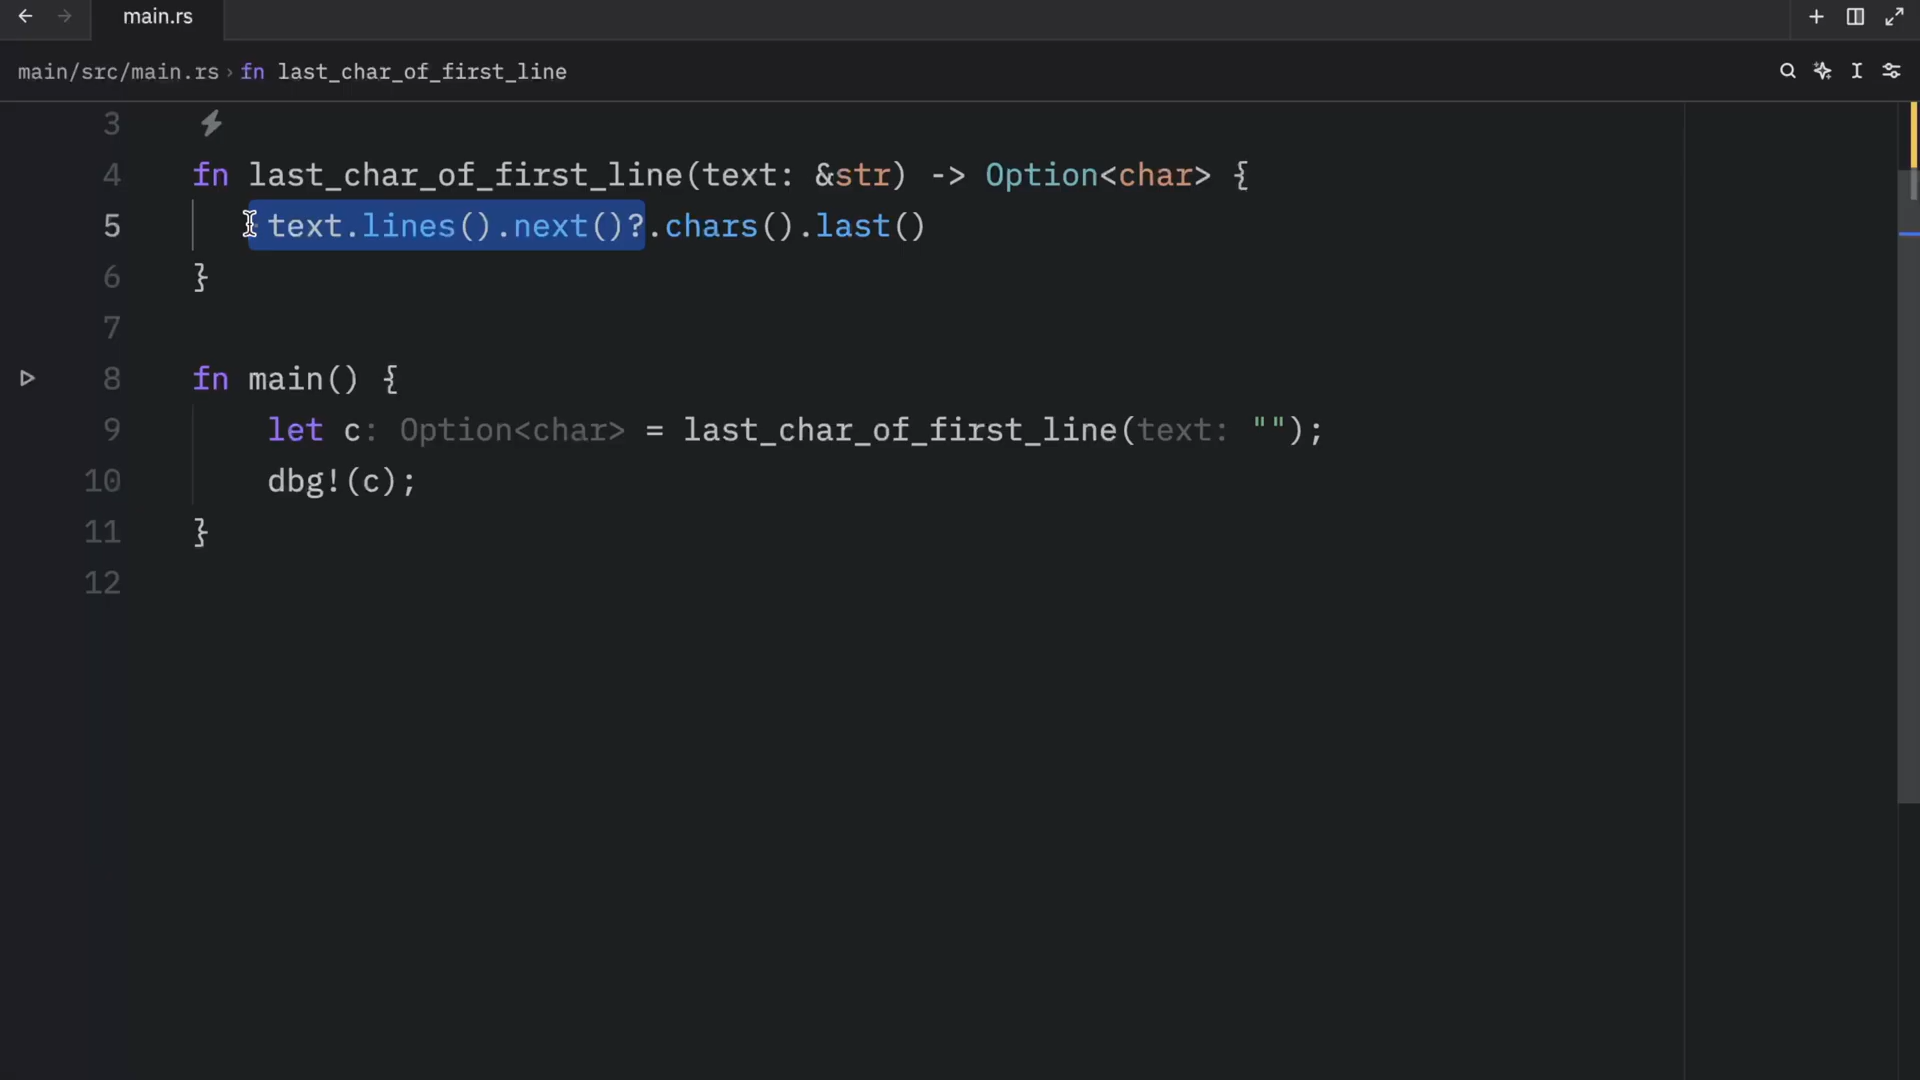 main.rs
main/src/main.rs › fn last_char_of_first_line
3
4 fn last_char_of_first_line(text: &str) -> Option<char> {
5 text.lines().next()?.chars().last()
6 }
7
8 fn main() {
9 let c: Option<char> = last_char_of_first_line(text: "");
10 dbg!(c);
11 }
12